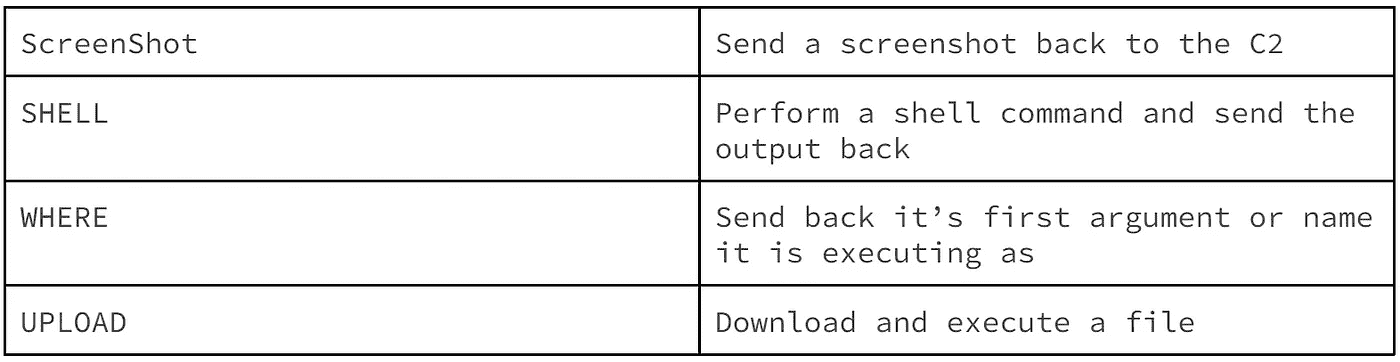 ScreenShot
Send a screenshot back to the C2
SHELL
Perform a shell command and send the
output back
WHERE
Send back it’s first argument or name
it is executing as
UPLOAD
Download and execute a file